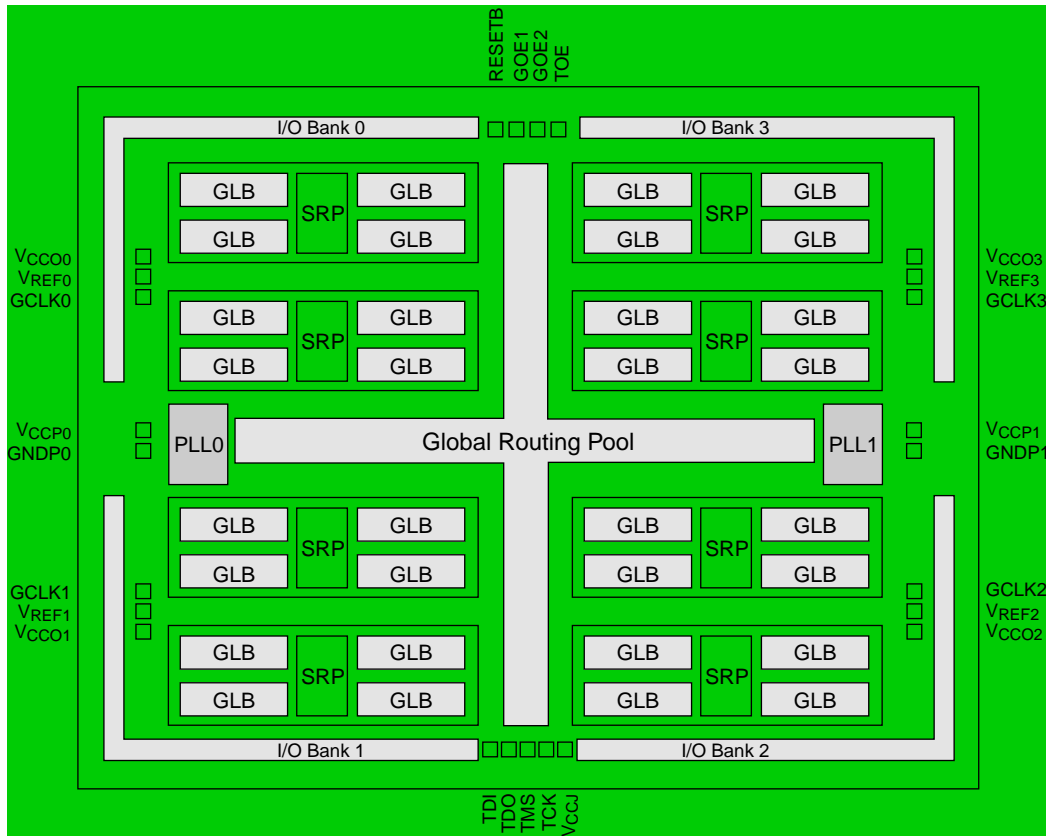 RESETB
GOE1
GOE2
TOE
I/O Bank 0
I/O Bank 3
GLB
SRP
GLB
GLB
SRP
GLB
GLB
GLB
GLB
GLB
VCCO0
VREF0
GCLK0
VCCO3
VREF3
GCLK3
GLB
SRP
GLB
GLB
SRP
GLB
GLB
GLB
GLB
GLB
VCCP0
GNDP0
PLL0
Global Routing Pool
PLL1
VCCP1
GNDP1
GLB
SRP
GLB
GLB
SRP
GLB
GLB
GLB
GLB
GLB
GCLK1
VREF1
VCCO1
GCLK2
VREF2
VCCO2
GLB
SRP
GLB
GLB
SRP
GLB
GLB
GLB
GLB
GLB
I/O Bank 1
I/O Bank 2
TDI
TDO
TMS
TCK
VCCJ